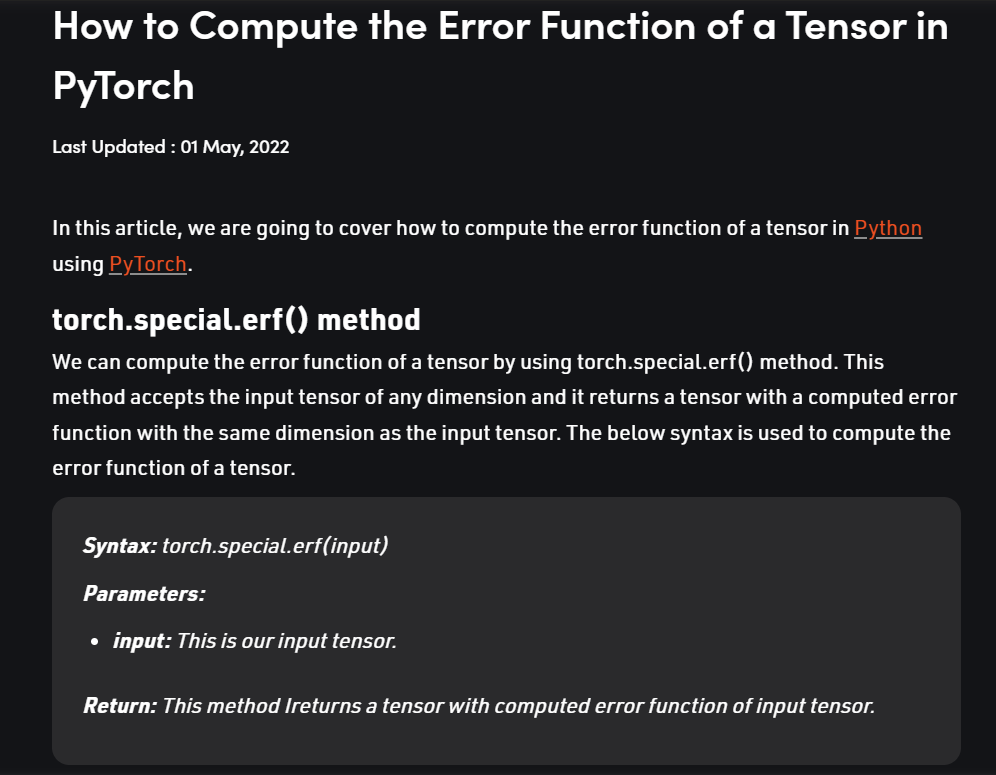 How to Compute the Error Function of a Tensor in
PyTorch
Last Updated : 01 May, 2022
In this article, we are going to cover how to compute the error function of a tensor in Python
using PyTorch.
torch.special.erf() method
We can compute the error function of a tensor by using torch.special.erf() method. This
method accepts the input tensor of any dimension and it returns a tensor with a computed error
function with the same dimension as the input tensor. The below syntax is used to compute the
error function of a tensor.
Syntax: torch.special.erf(input)
Parameters:
• input: This is our input tensor.
Return: This method Ireturns a tensor with computed error function of input tensor.